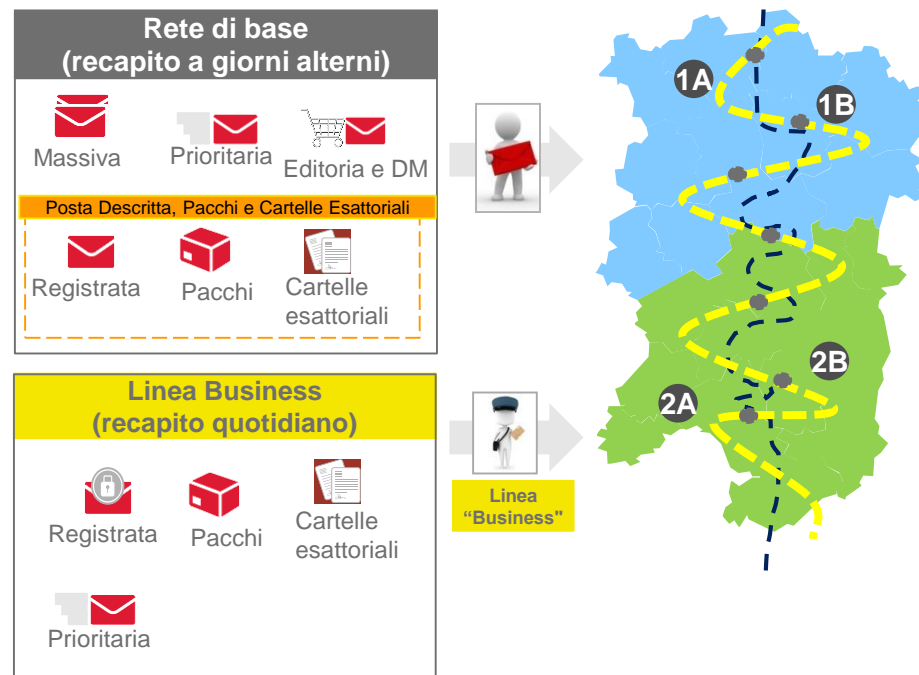 Rete di base
(recapito a giorni alterni)
Massiva
Prioritaria
Editoria e DM
Posta Descritta, Pacchi e Cartelle Esattoriali
Registrata
Pacchi
Cartelle
esattoriali
Linea Business
(recapito quotidiano)
Registrata
Pacchi
Cartelle
esattoriali
Prioritaria
Linea
“Business"
1A
1B
2B
2A